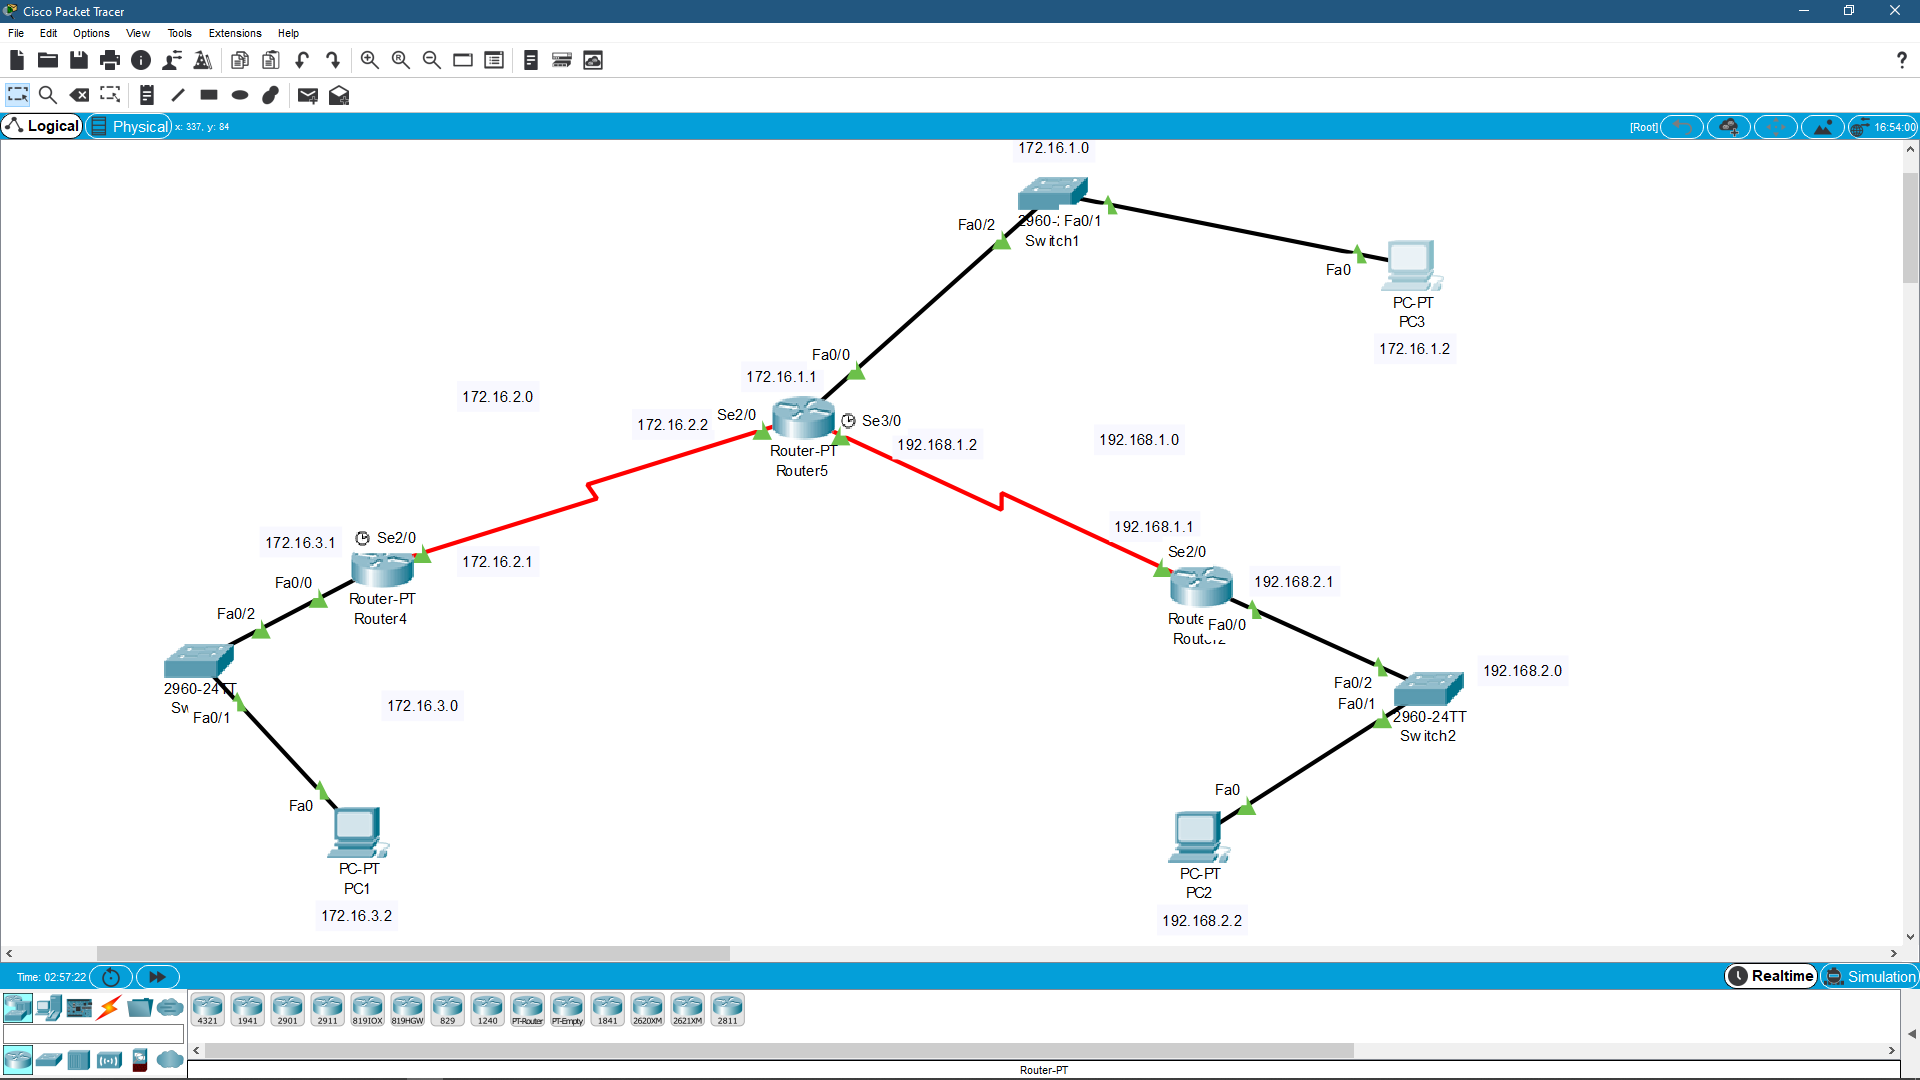 Cisco Packet Tracer
File Edit Options View Tools Extensions Help
?
Logical Physical x: 337, y: 84 [Root] 16:54:00
172.16.1.0
Fa0/2 2960-2 Fa0/1
Switch1
Fa0
PC-PT
PC3
172.16.1.2
Fa0/0
172.16.1.1
172.16.2.0
172.16.2.2 Se2/0 Se3/0
192.168.1.2 192.168.1.0
Router-PT
Router5
192.168.1.1
172.16.3.1 Se2/0
172.16.2.1
Se2/0
Fa0/0 192.168.2.1
Router-PT
Router4
Fa0/2
Route Fa0/0
Router2
192.168.2.0
2960-24TT
Sw Fa0/1
172.16.3.0
Fa0/2
Fa0/1
2960-24TT
Switch2
Fa0
Fa0
PC-PT
PC1
172.16.3.2
PC-PT
PC2
192.168.2.2
Time: 02:57:22 Realtime Simulation
4321 1941 2901 2911 819IOX 819HGW 829 1240 PT-Router PT-Empty 1841 2620XM 2621XM 2811
Router-PT